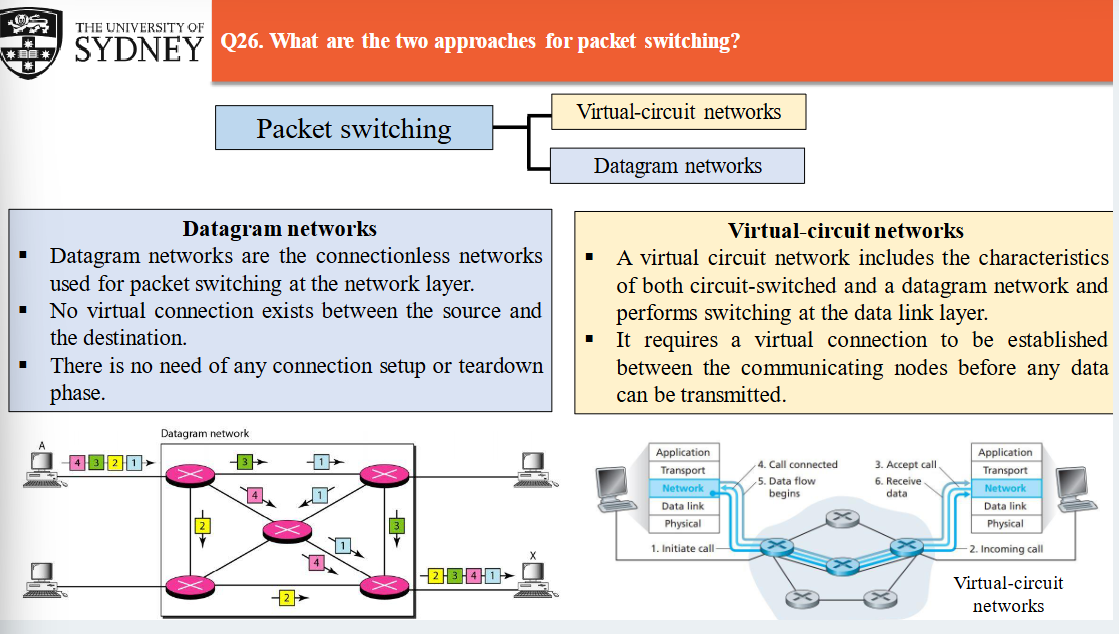 THE UNIVERSITY OF
SYDNEY
Q26. What are the two approaches for packet switching?
Packet switching
Virtual-circuit networks
Datagram networks
Datagram networks
▪ Datagram networks are the connectionless networks
used for packet switching at the network layer.
▪ No virtual connection exists between the source and
the destination.
▪ There is no need of any connection setup or teardown
phase.
Virtual-circuit networks
▪ A virtual circuit network includes the characteristics
of both circuit-switched and a datagram network and
performs switching at the data link layer.
▪ It requires a virtual connection to be established
between the communicating nodes before any data
can be transmitted.
Datagram network
A
4 3 2 1
3
1
4
1
2
3
1
4
2
X
2 3 4 1
Application
Transport
Network
Data link
Physical
4. Call connected
5. Data flow
begins
3. Accept call
6. Receive
data
Application
Transport
Network
Data link
Physical
1. Initiate call
2. Incoming call
Virtual-circuit
networks